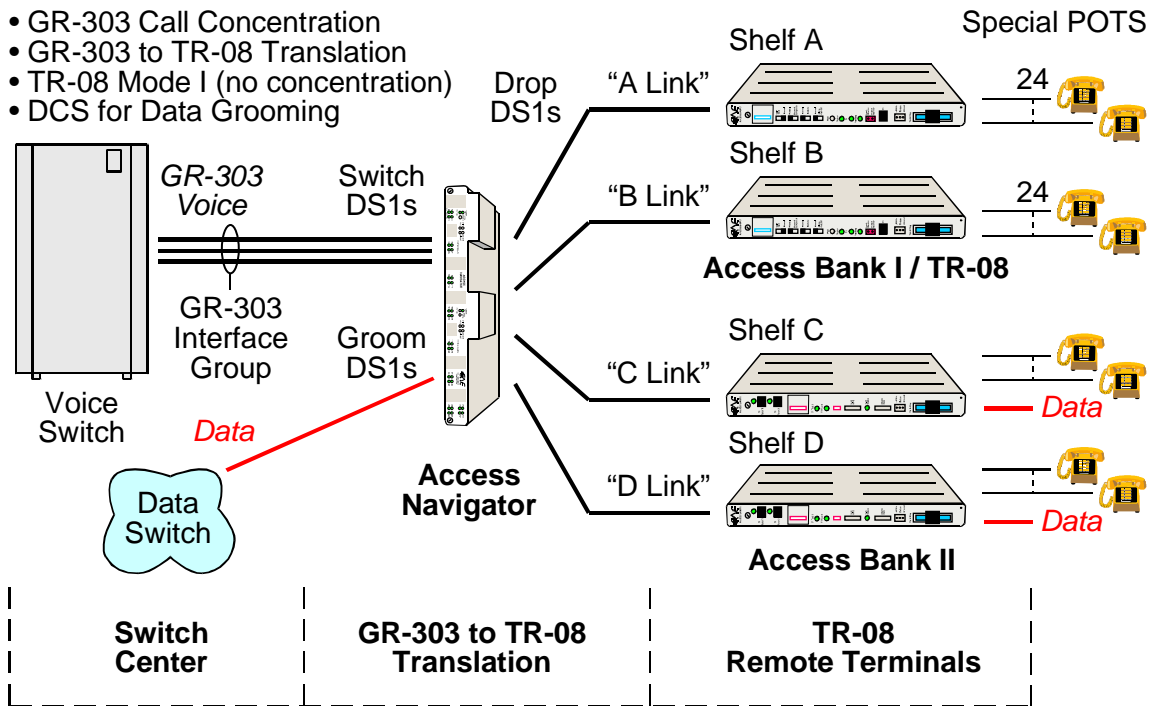 • GR-303 Call Concentration
• GR-303 to TR-08 Translation
• TR-08 Mode I (no concentration)
• DCS for Data Grooming
Special POTS
Shelf A
Drop
DS1s
“A Link”
24
Shelf B
“B Link”
24
GR-303
Voice
Switch
DS1s
Access Bank I / TR-08
GR-303
Interface
Group
Groom
DS1s
Shelf C
“C Link”
Data
Voice
Switch
Data
Shelf D
“D Link”
Data
Access
Navigator
Data
Switch
Access Bank II
Switch
Center
GR-303 to TR-08
Translation
TR-08
Remote Terminals